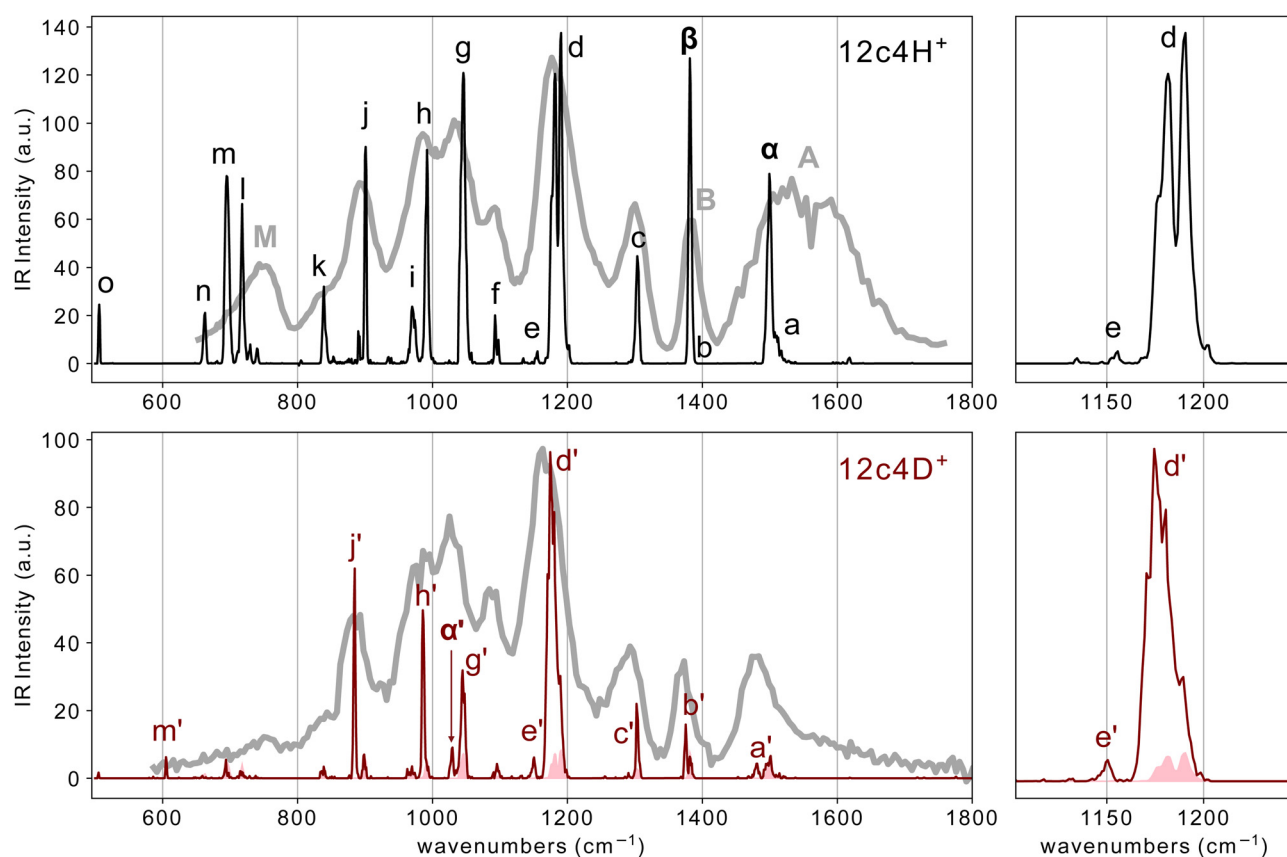 12c4H⁺
IR Intensity (a.u.)
140
120
100
80
60
40
20
0
o
n
m
l
M
k
j
i
h
g
f
e
d
c
β
B
b
α
A
a
600 800 1000 1200 1400 1600 1800
d
e
1150 1200
12c4D⁺
IR Intensity (a.u.)
100
80
60
40
20
0
m'
j'
h'
α'
g'
e'
d'
c'
b'
a'
600 800 1000 1200 1400 1600 1800
wavenumbers (cm⁻¹)
d'
e'
1150 1200
wavenumbers (cm⁻¹)